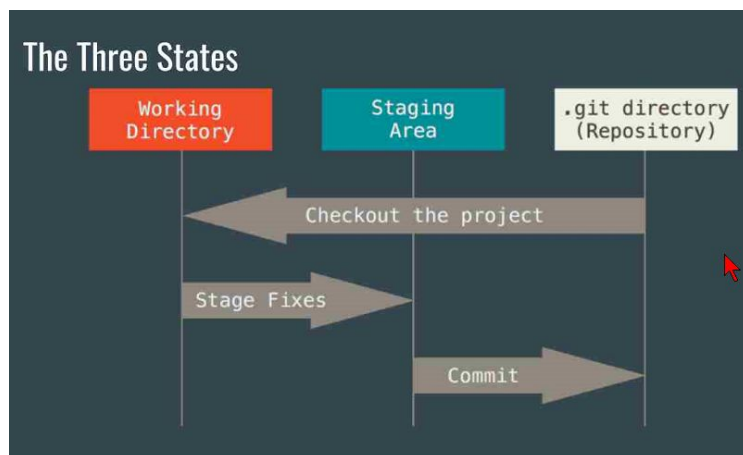 The Three States
Working
Directory
Staging
Area
.git directory
(Repository)
Checkout the project
Stage Fixes
Commit